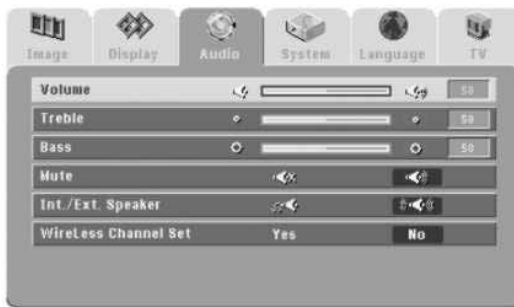 Image Display Audio System Language TV
Volume 50
Treble 50
Bass 50
Mute
Int./Ext. Speaker
WireLess Channel Set Yes No